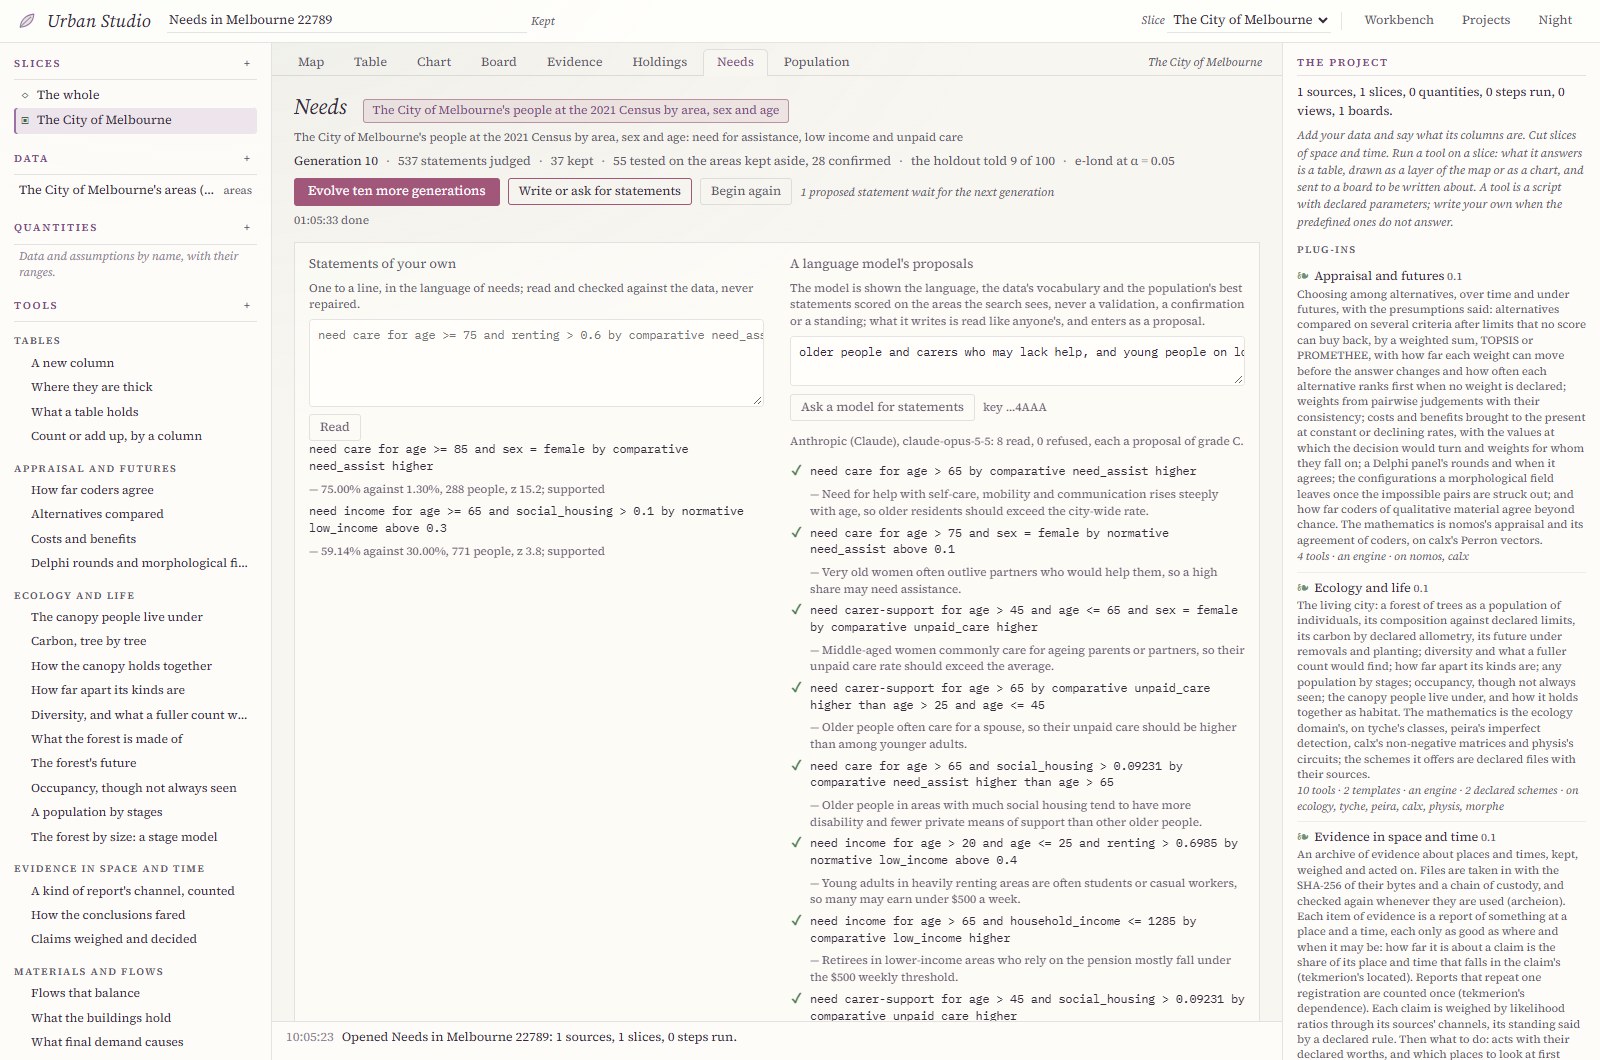 Urban Studio
Needs in Melbourne 22789
Kept
Slice The City of Melbourne
Workbench
Projects
Night
SLICES +
The whole
The City of Melbourne
DATA +
The City of Melbourne's areas (... areas
QUANTITIES +
Data and assumptions by name, with their
ranges.
TOOLS +
TABLES
A new column
Where they are thick
What a table holds
Count or add up, by a column
APPRAISAL AND FUTURES
How far coders agree
Alternatives compared
Costs and benefits
Delphi rounds and morphological fi...
ECOLOGY AND LIFE
The canopy people live under
Carbon, tree by tree
How the canopy holds together
How far apart its kinds are
Diversity, and what a fuller count w...
What the forest is made of
The forest's future
Occupancy, though not always seen
A population by stages
The forest by size: a stage model
EVIDENCE IN SPACE AND TIME
A kind of report's channel, counted
How the conclusions fared
Claims weighed and decided
MATERIALS AND FLOWS
Flows that balance
What the buildings hold
What final demand causes
Map Table Chart Board Evidence Holdings Needs Population
The City of Melbourne
Needs
The City of Melbourne's people at the 2021 Census by area, sex and age
The City of Melbourne's people at the 2021 Census by area, sex and age: need for assistance, low income and unpaid care
Generation 10 · 537 statements judged · 37 kept · 55 tested on the areas kept aside, 28 confirmed · the holdout told 9 of 100 · e-lond at α = 0.05
Evolve ten more generations
Write or ask for statements
Begin again
1 proposed statement wait for the next generation
01:05:33 done
Statements of your own
One to a line, in the language of needs; read and checked against the data, never
repaired.
need care for age >= 75 and renting > 0.6 by comparative need_ass
Read
need care for age >= 85 and sex = female by comparative
need_assist higher
— 75.00% against 1.30%, 288 people, z 15.2; supported
need income for age >= 65 and social_housing > 0.1 by normative
low_income above 0.3
— 59.14% against 30.00%, 771 people, z 3.8; supported
A language model's proposals
The model is shown the language, the data's vocabulary and the population's best
statements scored on the areas the search sees, never a validation, a confirmation
or a standing; what it writes is read like anyone's, and enters as a proposal.
older people and carers who may lack help, and young people on lo
Ask a model for statements
key ...4AAA
Anthropic (Claude), claude-opus-5-5: 8 read, 0 refused, each a proposal of grade C.
✓ need care for age > 65 by comparative need_assist higher
— Need for help with self-care, mobility and communication rises steeply
with age, so older residents should exceed the city-wide rate.
✓ need care for age > 75 and sex = female by normative
need_assist above 0.1
— Very old women often outlive partners who would help them, so a high
share may need assistance.
✓ need carer-support for age > 45 and age <= 65 and sex = female
by comparative unpaid_care higher
— Middle-aged women commonly care for ageing parents or partners, so their
unpaid care rate should exceed the average.
✓ need carer-support for age > 65 by comparative unpaid_care
higher than age > 25 and age <= 45
— Older people often care for a spouse, so their unpaid care should be higher
than among younger adults.
✓ need care for age > 65 and social_housing > 0.09231 by
comparative need_assist higher than age > 65
— Older people in areas with much social housing tend to have more
disability and fewer private means of support than other older people.
✓ need income for age > 20 and age <= 25 and renting > 0.6985 by
normative low_income above 0.4
— Young adults in heavily renting areas are often students or casual workers,
so many may earn under $500 a week.
✓ need income for age > 65 and household_income <= 1285 by
comparative low_income higher
— Retirees in lower-income areas who rely on the pension mostly fall under
the $500 weekly threshold.
✓ need carer-support for age > 45 and social_housing > 0.09231 by
comparative unpaid_care higher
10:05:23 Opened Needs in Melbourne 22789: 1 sources, 1 slices, 0 steps run.
THE PROJECT
1 sources, 1 slices, 0 quantities, 0 steps run, 0
views, 1 boards.
Add your data and say what its columns are. Cut slices
of space and time. Run a tool on a slice: what it answers
is a table, drawn as a layer of the map or as a chart, and
sent to a board to be written about. A tool is a script
with declared parameters; write your own when the
predefined ones do not answer.
PLUG-INS
Appraisal and futures 0.1
Choosing among alternatives, over time and under
futures, with the presumptions said: alternatives
compared on several criteria after limits that no score
can buy back, by a weighted sum, TOPSIS or
PROMETHEE, with how far each weight can move
before the answer changes and how often each
alternative ranks first when no weight is declared;
weights from pairwise judgements with their
consistency; costs and benefits brought to the present
at constant or declining rates, with the values at
which the decision would turn and weights for whom
they fall on; a Delphi panel's rounds and when it
agrees; the configurations a morphological field
leaves once the impossible pairs are struck out; and
how far coders of qualitative material agree beyond
chance. The mathematics is nomos's appraisal and its
agreement of coders, on calx's Perron vectors.
4 tools · an engine · on nomos, calx
Ecology and life 0.1
The living city: a forest of trees as a population of
individuals, its composition against declared limits,
its carbon by declared allometry, its future under
removals and planting; diversity and what a fuller
count would find; how far apart its kinds are; any
population by stages; occupancy, though not always
seen; the canopy people live under, and how it holds
together as habitat. The mathematics is the ecology
domain's, on tyche's classes, peira's imperfect
detection, calx's non-negative matrices and physis's
circuits; the schemes it offers are declared files with
their sources.
10 tools · 2 templates · an engine · 2 declared schemes · on
ecology, tyche, peira, calx, physis, morphe
Evidence in space and time 0.1
An archive of evidence about places and times, kept,
weighed and acted on. Files are taken in with the
SHA-256 of their bytes and a chain of custody, and
checked again whenever they are used (archeion).
Each item of evidence is a report of something at a
place and a time, each only as good as where and
when it may be: how far it is about a claim is the
share of its place and time that falls in the claim's
(tekmerion's located). Reports that repeat one
registration are counted once (tekmerion's
dependence). Each claim is weighed by likelihood
ratios through its sources' channels, its standing said
by a declared rule. Then what to do: acts with their
declared worths, and which places to look at first